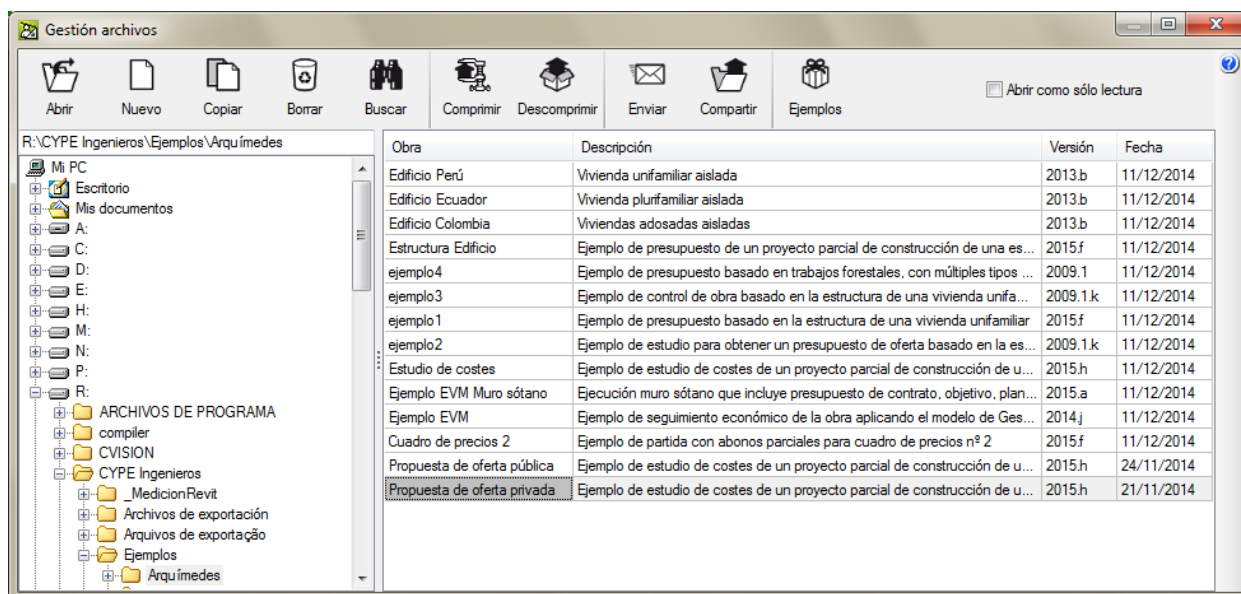 Gestión archivos
Abrir Nuevo Copiar Borrar Buscar Comprimir Descomprimir Enviar Compartir Ejemplos Abrir como sólo lectura
R:\CYPE Ingenieros\Ejemplos\Arquímedes
Mi PC
Escritorio
Mis documentos
A:
C:
D:
E:
H:
M:
N:
P:
R:
ARCHIVOS DE PROGRAMA
compiler
CVISION
CYPE Ingenieros
_MedicionRevit
Archivos de exportación
Arquivos de exportação
Ejemplos
Arquímedes
Obra Descripción Versión Fecha
Edificio Perú Vivienda unifamiliar aislada 2013.b 11/12/2014
Edificio Ecuador Vivienda plurifamiliar aislada 2013.b 11/12/2014
Edificio Colombia Viviendas adosadas aisladas 2013.b 11/12/2014
Estructura Edificio Ejemplo de presupuesto de un proyecto parcial de construcción de una es... 2015.f 11/12/2014
ejemplo4 Ejemplo de presupuesto basado en trabajos forestales, con múltiples tipos ... 2009.1 11/12/2014
ejemplo3 Ejemplo de control de obra basado en la estructura de una vivienda unifa... 2009.1.k 11/12/2014
ejemplo1 Ejemplo de presupuesto basado en la estructura de una vivienda unifamiliar 2015.f 11/12/2014
ejemplo2 Ejemplo de estudio para obtener un presupuesto de oferta basado en la es... 2009.1.k 11/12/2014
Estudio de costes Ejemplo de estudio de costes de un proyecto parcial de construcción de u... 2015.h 11/12/2014
Ejemplo EVM Muro sótano Ejecución muro sótano que incluye presupuesto de contrato, objetivo, plan... 2015.a 11/12/2014
Ejemplo EVM Ejemplo de seguimiento económico de la obra aplicando el modelo de Ges... 2014.j 11/12/2014
Cuadro de precios 2 Ejemplo de partida con abonos parciales para cuadro de precios nº 2 2015.f 11/12/2014
Propuesta de oferta pública Ejemplo de estudio de costes de un proyecto parcial de construcción de u... 2015.h 24/11/2014
Propuesta de oferta privada Ejemplo de estudio de costes de un proyecto parcial de construcción de u... 2015.h 21/11/2014